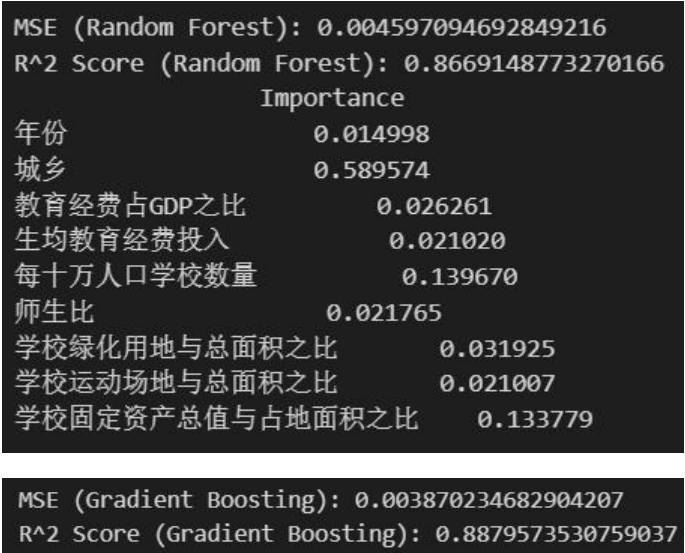 MSE (Random Forest): 0.004597094692849216
R^2 Score (Random Forest): 0.8669148773270166
Importance
年份 0.014998
城乡 0.589574
教育经费占GDP之比 0.026261
生均教育经费投入 0.021020
每十万人口学校数量 0.139670
师生比 0.021765
学校绿化用地与总面积之比 0.031925
学校运动场地与总面积之比 0.021007
学校固定资产总值与占地面积之比 0.133779
MSE (Gradient Boosting): 0.003870234682904207
R^2 Score (Gradient Boosting): 0.8879573530759037